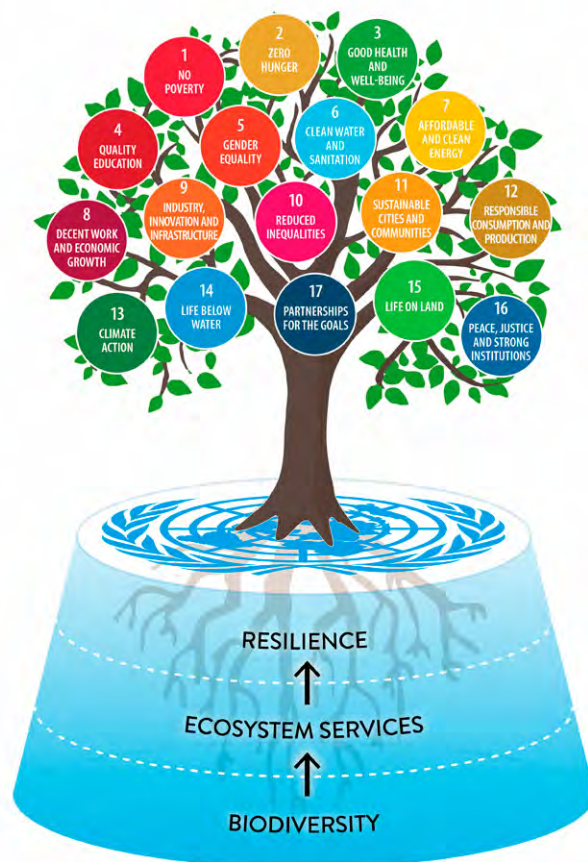 1
NO
POVERTY
2
ZERO
HUNGER
3
GOOD HEALTH
AND
WELL-BEING
4
QUALITY
EDUCATION
5
GENDER
EQUALITY
6
CLEAN WATER
AND
SANITATION
7
AFFORDABLE
AND CLEAN
ENERGY
8
DECENT WORK
AND ECONOMIC
GROWTH
9
INDUSTRY,
INNOVATION AND
INFRASTRUCTURE
10
REDUCED
INEQUALITIES
11
SUSTAINABLE
CITIES AND
COMMUNITIES
12
RESPONSIBLE
CONSUMPTION AND
PRODUCTION
13
CLIMATE
ACTION
14
LIFE BELOW
WATER
17
PARTNERSHIPS
FOR THE GOALS
15
LIFE ON LAND
16
PEACE, JUSTICE
AND STRONG
INSTITUTIONS
RESILIENCE
ECOSYSTEM SERVICES
BIODIVERSITY